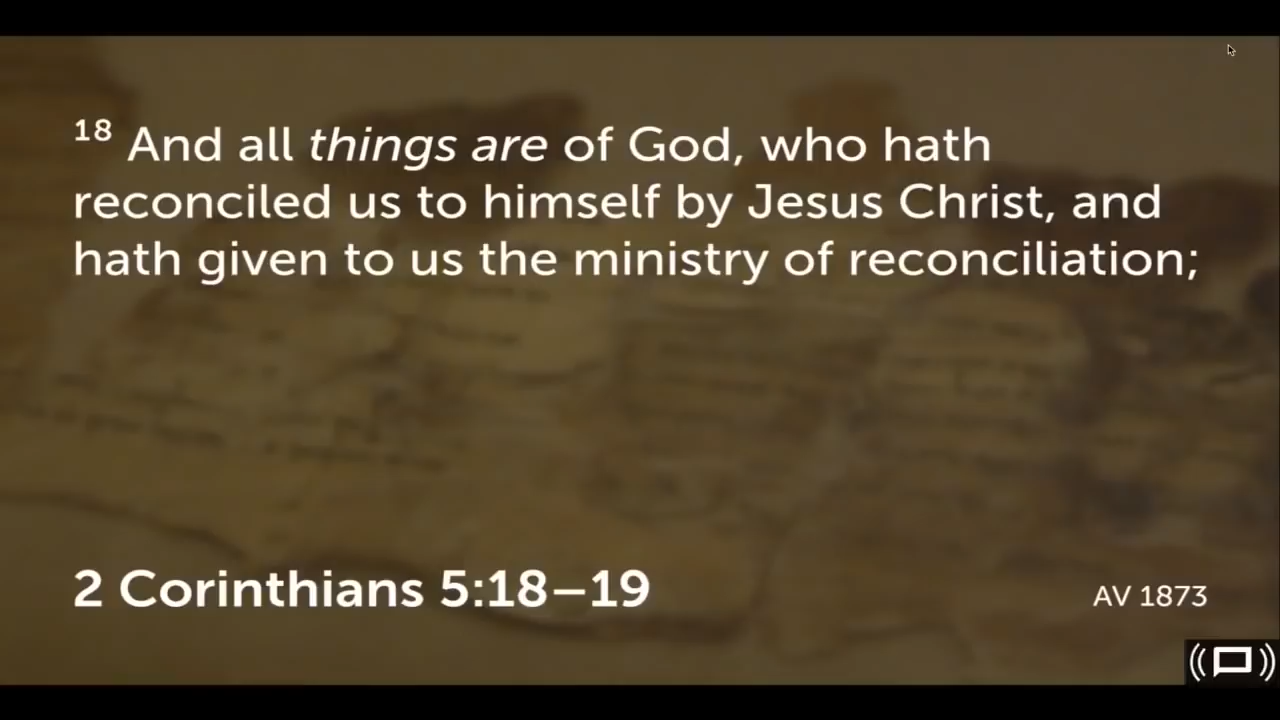 18 And all things are of God, who hath
reconciled us to himself by Jesus Christ, and
hath given to us the ministry of reconciliation;
2 Corinthians 5:18–19
AV 1873